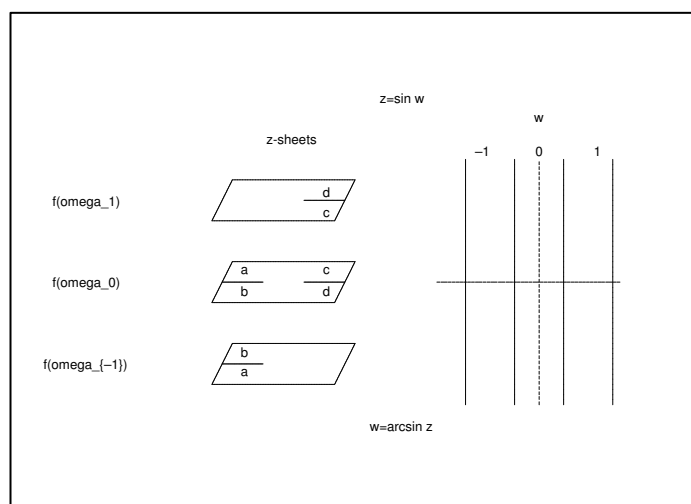 z=sin w
w
z-sheets
–1 0 1
f(omega_1)
d
c
f(omega_0)
a c
b d
f(omega_{–1})
b
a
w=arcsin z